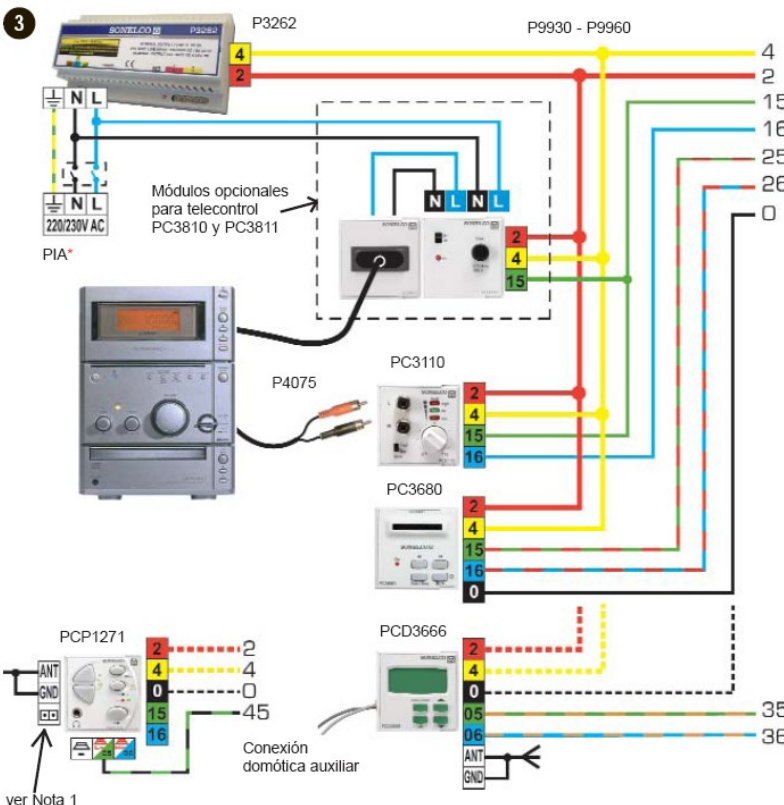 3
P3262
P9930 - P9960
SONELCO P3262
4
2
4
2
15
16
25
26
0
N L
N L
220/230V AC
PIA*
Módulos opcionales
para telecontrol
PC3810 y PC3811
N L N L
2
4
15
P4075
PC3110
L
R
2
4
15
16
PC3680
2
4
15
16
0
PCP1271
ANT
GND
2
4
0
15
16
2
4
0
45
ver Nota 1
Conexión
domótica auxiliar
PCD3666
2
4
0
05
06
ANT
GND
35
36